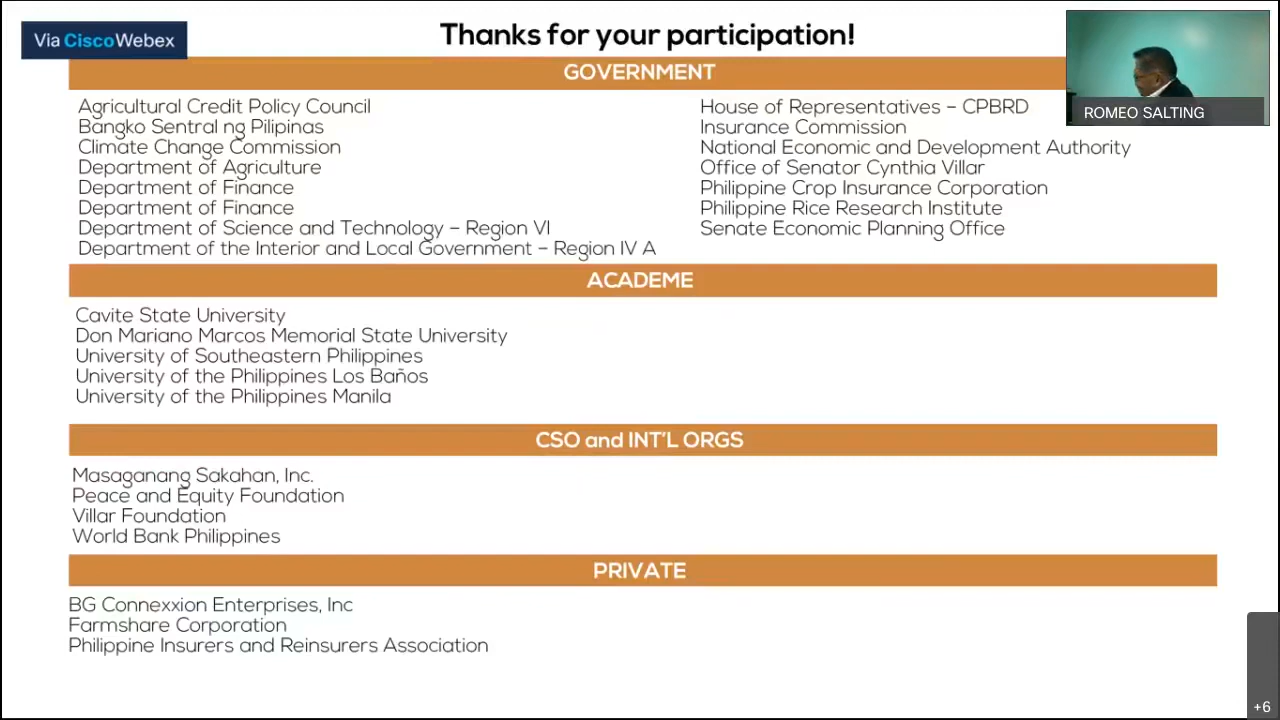 Via CiscoWebex
Thanks for your participation!
ROMEO SALTING
GOVERNMENT
Agricultural Credit Policy Council
Bangko Sentral ng Pilipinas
Climate Change Commission
Department of Agriculture
Department of Finance
Department of Finance
Department of Science and Technology – Region VI
Department of the Interior and Local Government – Region IV A
House of Representatives – CPBRD
Insurance Commission
National Economic and Development Authority
Office of Senator Cynthia Villar
Philippine Crop Insurance Corporation
Philippine Rice Research Institute
Senate Economic Planning Office
ACADEME
Cavite State University
Don Mariano Marcos Memorial State University
University of Southeastern Philippines
University of the Philippines Los Baños
University of the Philippines Manila
CSO and INT'L ORGS
Masaganang Sakahan, Inc.
Peace and Equity Foundation
Villar Foundation
World Bank Philippines
PRIVATE
BG Connexxion Enterprises, Inc
Farmshare Corporation
Philippine Insurers and Reinsurers Association
+6